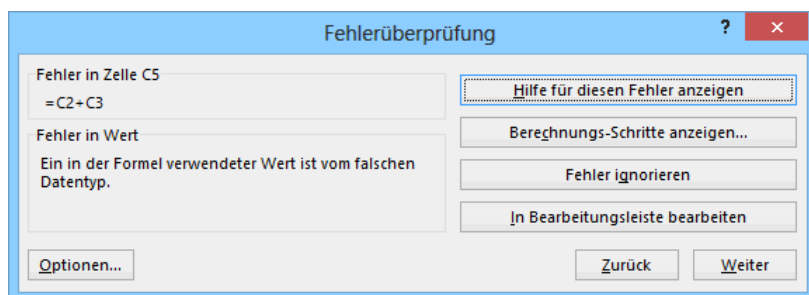 Fehlerüberprüfung
?
×
Fehler in Zelle C5
=C2+C3
Fehler in Wert
Ein in der Formel verwendeter Wert ist vom falschen
Datentyp.
Hilfe für diesen Fehler anzeigen
Berechnungs-Schritte anzeigen...
Fehler ignorieren
In Bearbeitungsleiste bearbeiten
Optionen...
Zurück
Weiter